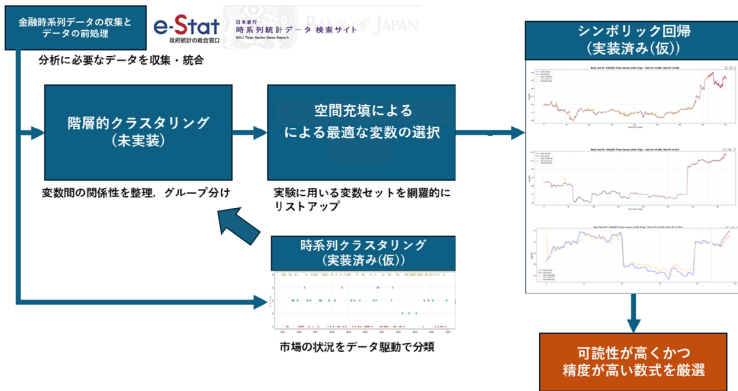 金融時系列データの収集と
データの前処理
e-Stat
政府統計の総合窓口
日本銀行
時系列統計データ 検索サイト
BOJ Time-Series Data Search
BANK OF JAPAN
分析に必要なデータを収集・統合
階層的クラスタリング
(未実装)
変数間の関係性を整理, グループ分け
空間充填による
による最適な変数の選択
実験に用いる変数セットを網羅的に
リストアップ
時系列クラスタリング
(実装済み(仮))
市場の状況をデータ駆動で分類
シンボリック回帰
(実装済み(仮))
可読性が高くかつ
精度が高い数式を厳選